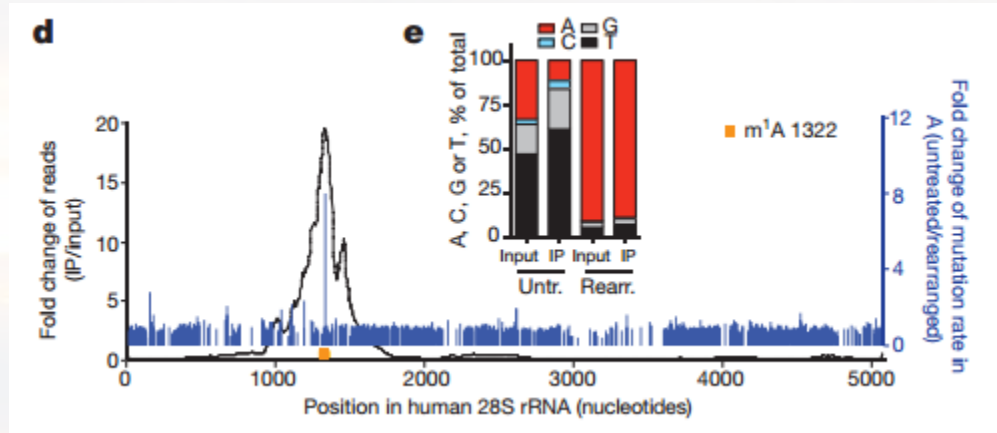 d
e
A G
C T
A, C, G or T, % of total
100
75
50
25
0
Input IP Input IP
Untr. Rearr.
Fold change of reads
(IP/input)
20
15
10
5
0
m¹A 1322
12
8
4
0
Fold change of mutation rate in
A (untreated/rearranged)
0 1000 2000 3000 4000 5000
Position in human 28S rRNA (nucleotides)